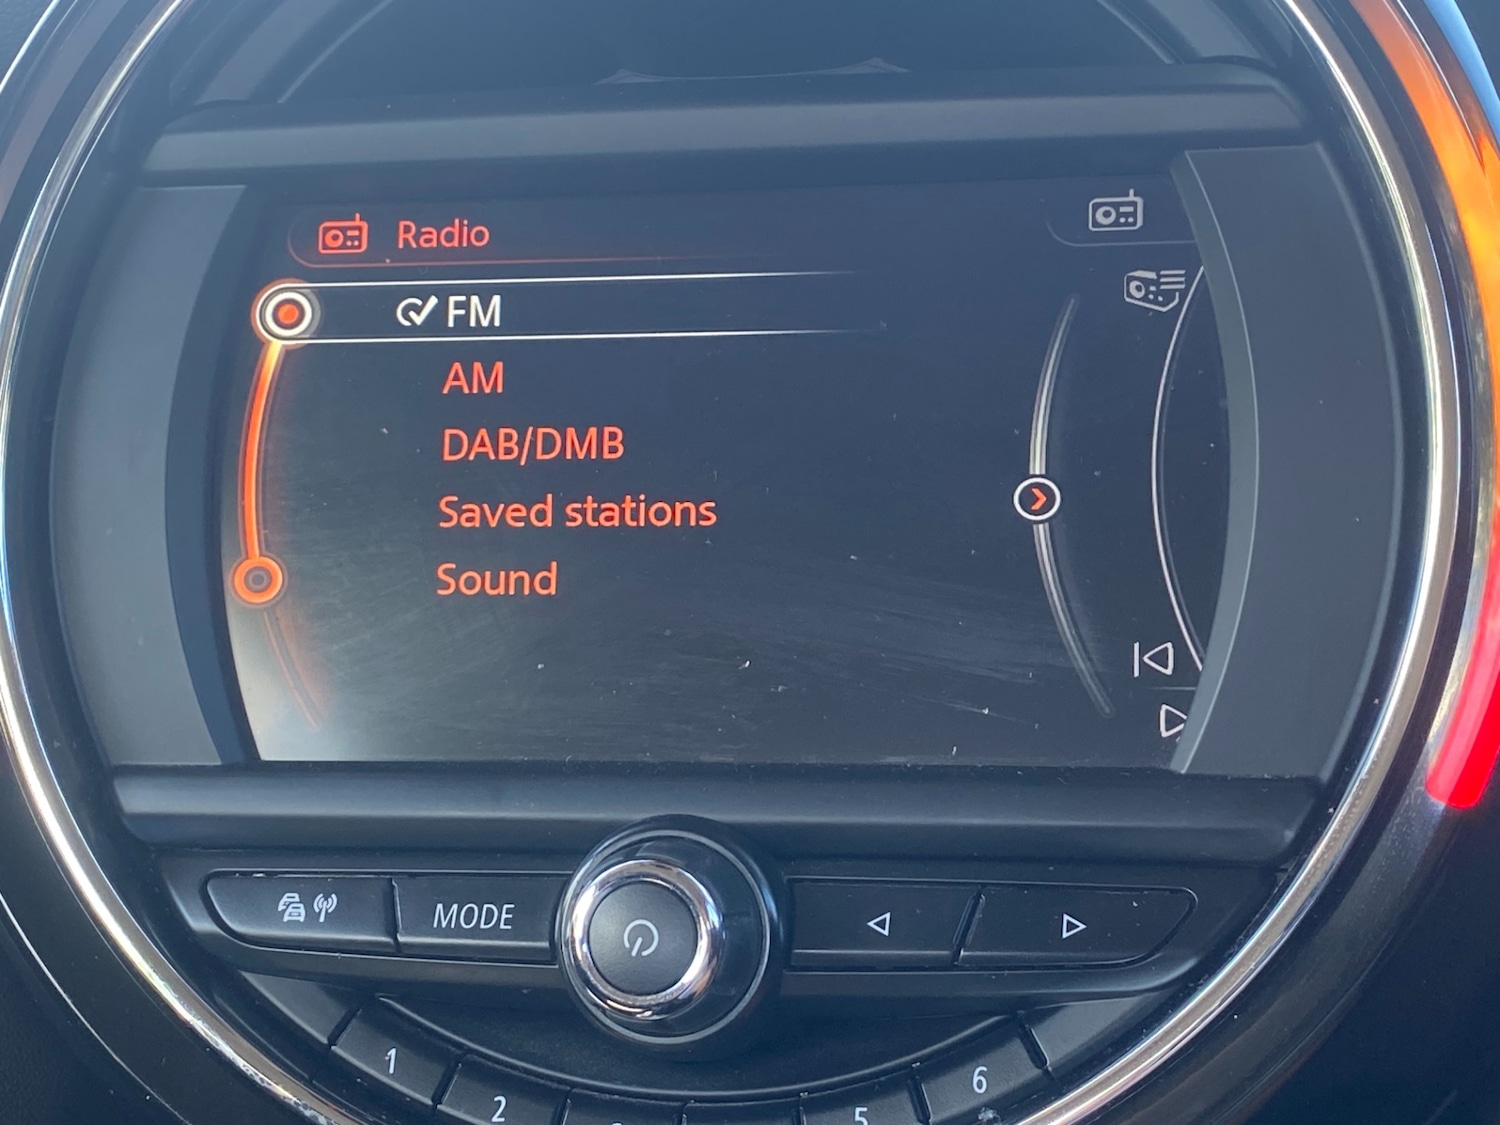 Radio
FM
AM
DAB/DMB
Saved stations
Sound
MODE
1
2
5
6